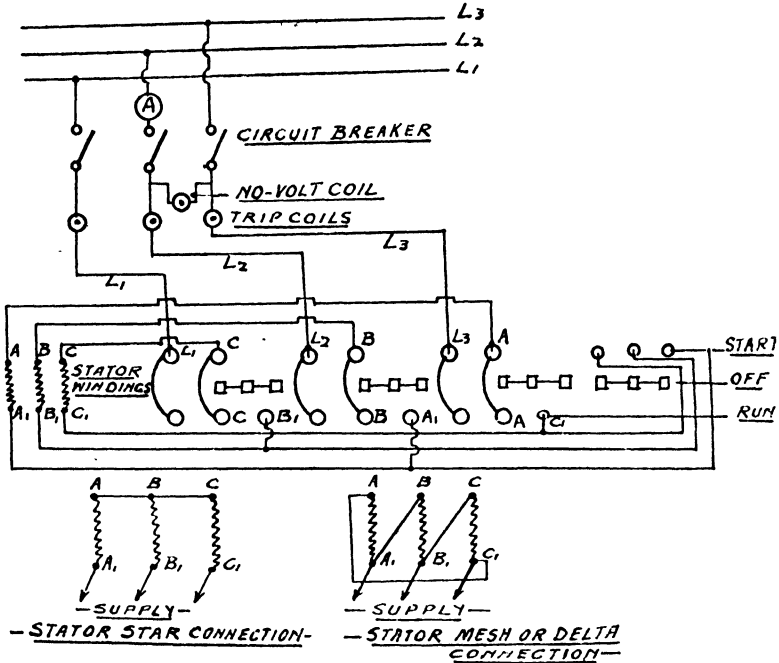 L3
L2
L1
A
CIRCUIT BREAKER
NO-VOLT COIL
TRIP COILS
L3
L2
L1
A B C
STATOR WINDINGS
A1 B1 C1
L1 C L2 B L3 A
START
OFF
RUN
C B1 B A1 A C1
A B C
A1 B1 C1
-SUPPLY-
-STATOR STAR CONNECTION-
A B C
A1 B1 C1
-SUPPLY-
-STATOR MESH OR DELTA
CONNECTION-